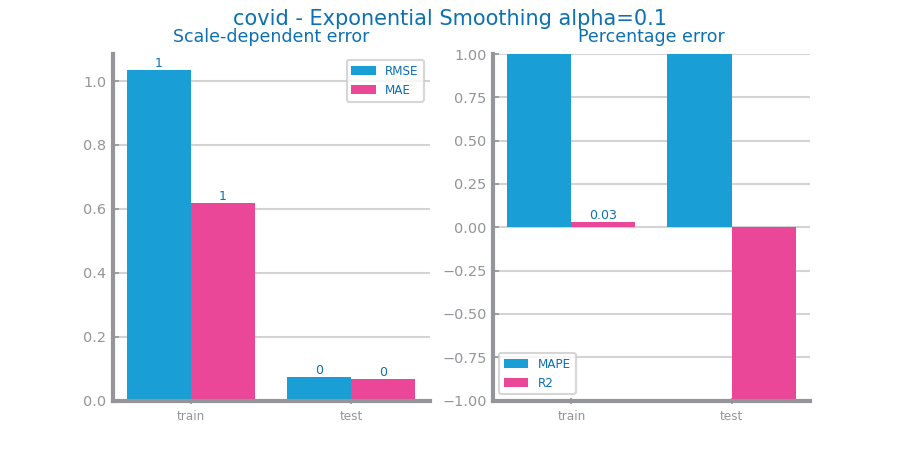 covid - Exponential Smoothing alpha=0.1
Scale-dependent error
1.0
0.8
0.6
0.4
0.2
0.0
1
1
0
0
RMSE
MAE
train
test
Percentage error
1.00
0.75
0.50
0.25
0.00
−0.25
−0.50
−0.75
−1.00
0.03
MAPE
R2
train
test